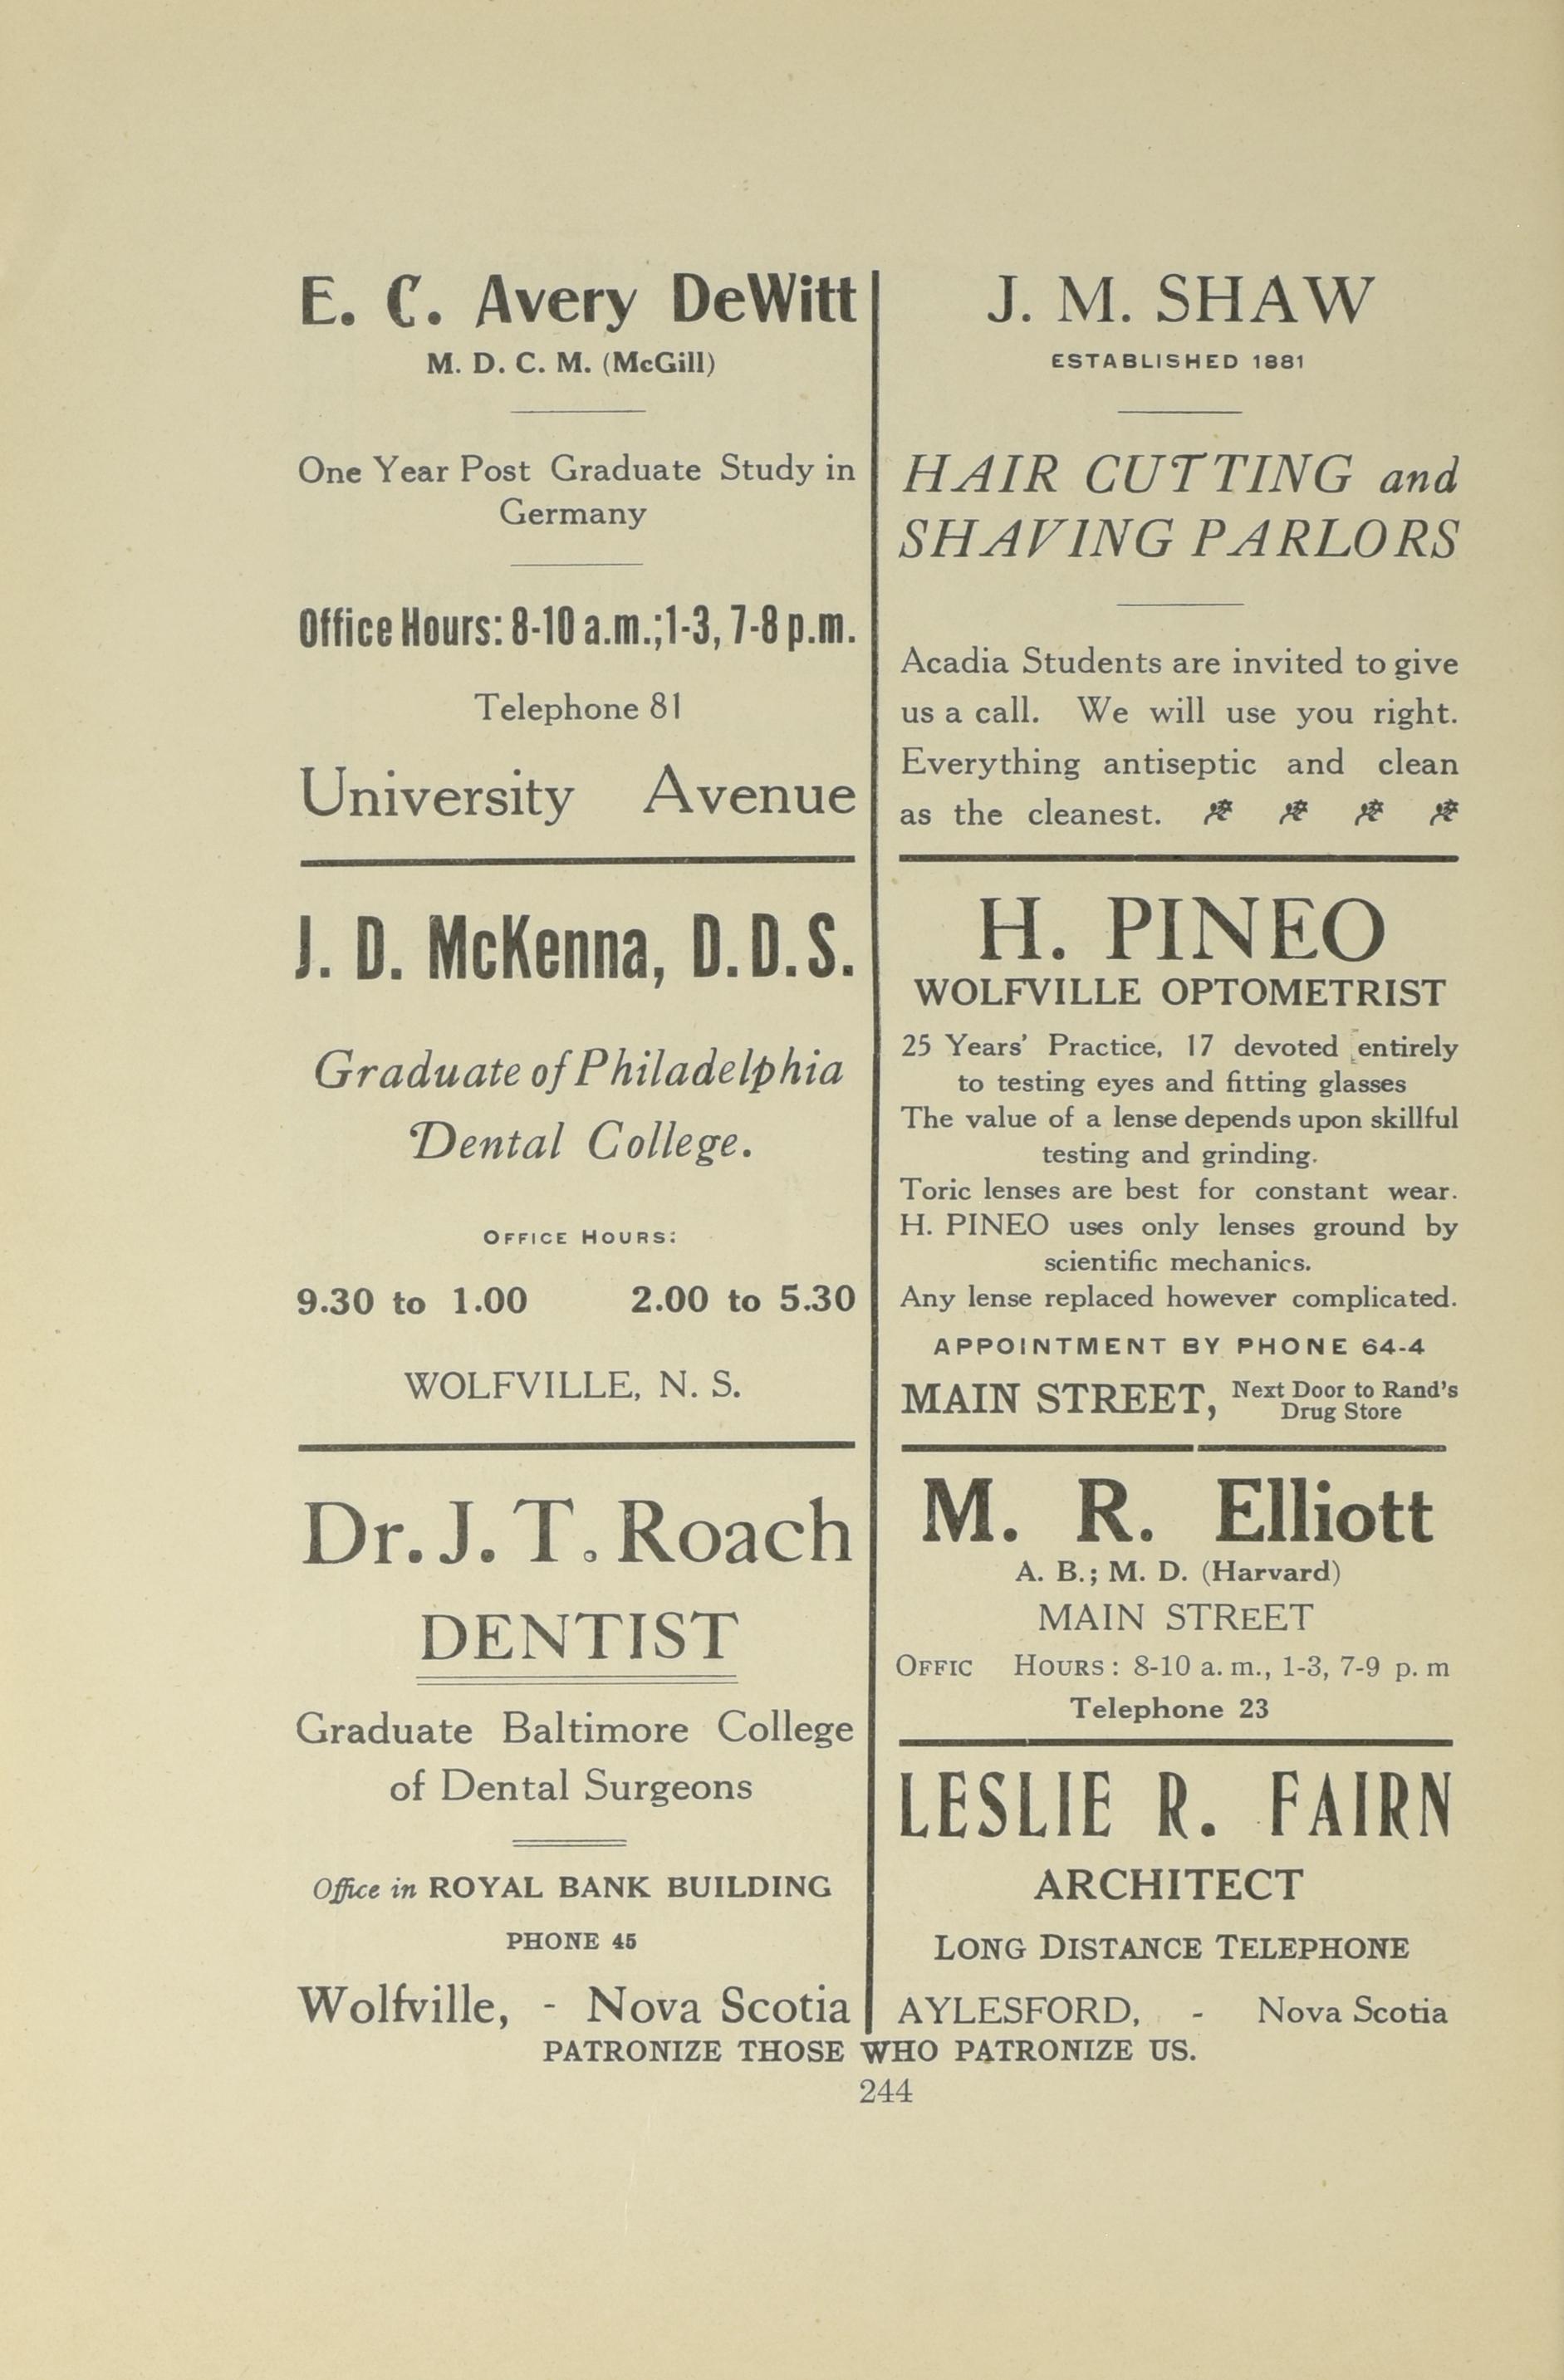 E. C. Avery DeWitt
M. D. C. M. (McGill)
One Year Post Graduate Study in
Germany
Office Hours: 8-10 a.m.;1-3, 7-8 p.m.
Telephone 81
University Avenue
J. D. McKenna, D.D.S.
Graduate of Philadelphia
Dental College.
OFFICE HOURS:
9.30 to 1.00 2.00 to 5.30
WOLFVILLE, N. S.
Dr. J. T. Roach
DENTIST
Graduate Baltimore College
of Dental Surgeons
Office in ROYAL BANK BUILDING
PHONE 45
Wolfville, - Nova Scotia
J. M. SHAW
ESTABLISHED 1881
HAIR CUTTING and
SHAVING PARLORS
Acadia Students are invited to give
us a call. We will use you right.
Everything antiseptic and clean
as the cleanest.
H. PINEO
WOLFVILLE OPTOMETRIST
25 Years' Practice, 17 devoted entirely
to testing eyes and fitting glasses
The value of a lense depends upon skillful
testing and grinding.
Toric lenses are best for constant wear.
H. PINEO uses only lenses ground by
scientific mechanics.
Any lense replaced however complicated.
APPOINTMENT BY PHONE 64-4
MAIN STREET, Next Door to Rand's
Drug Store
M. R. Elliott
A. B.; M. D. (Harvard)
MAIN STREET
OFFIC HOURS: 8-10 a. m., 1-3, 7-9 p. m
Telephone 23
LESLIE R. FAIRN
ARCHITECT
LONG DISTANCE TELEPHONE
AYLESFORD, - Nova Scotia
PATRONIZE THOSE WHO PATRONIZE US.
244